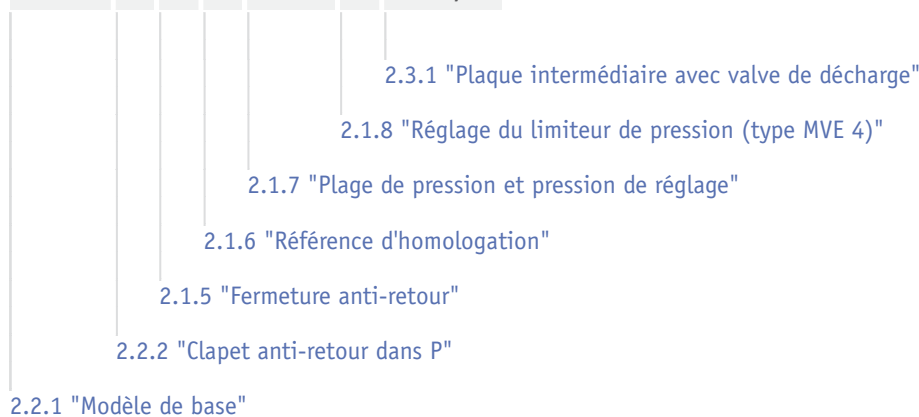 2.3.1 "Plaque intermédiaire avec valve de décharge"
2.1.8 "Réglage du limiteur de pression (type MVE 4)"
2.1.7 "Plage de pression et pression de réglage"
2.1.6 "Référence d'homologation"
2.1.5 "Fermeture anti-retour"
2.2.2 "Clapet anti-retour dans P"
2.2.1 "Modèle de base"